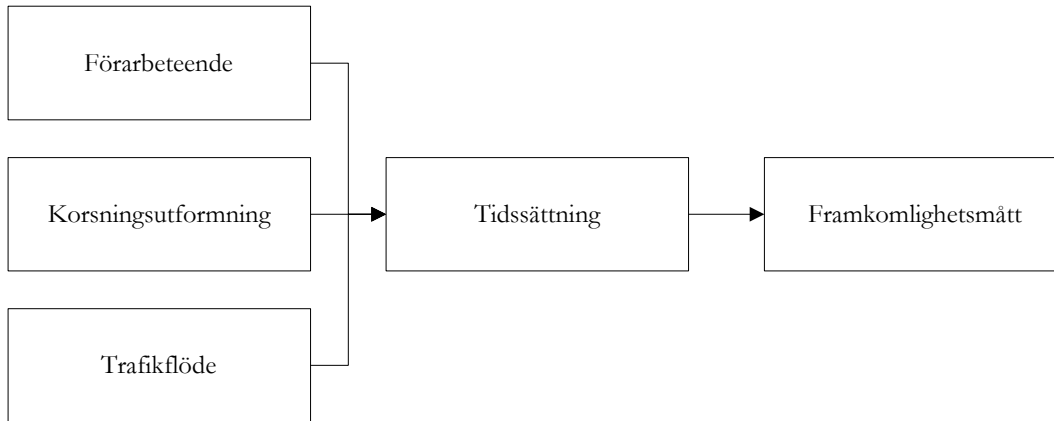 Förarbeteende
Korsningsutformning
Tidssättning
Framkomlighetsmått
Trafikflöde